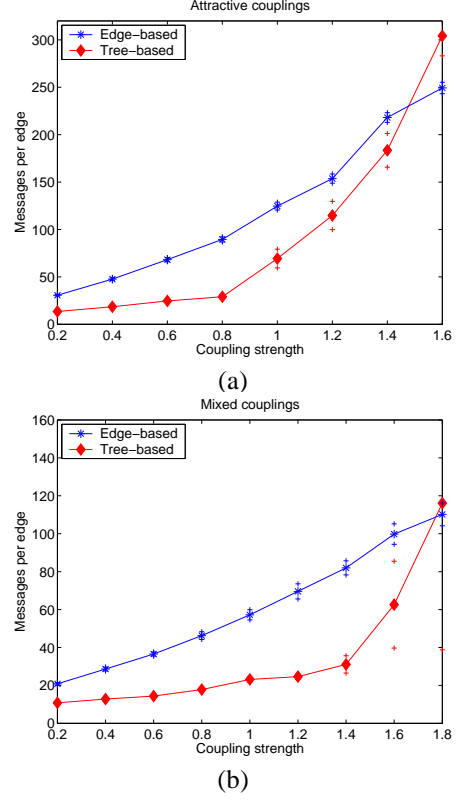 Attractive couplings
300
250
200
150
100
50
0
Messages per edge
Edge-based
Tree-based
0.2 0.4 0.6 0.8 1 1.2 1.4 1.6
Coupling strength
(a)
Mixed couplings
160
140
120
100
80
60
40
20
0
Messages per edge
Edge-based
Tree-based
0.2 0.4 0.6 0.8 1 1.2 1.4 1.6 1.8
Coupling strength
(b)